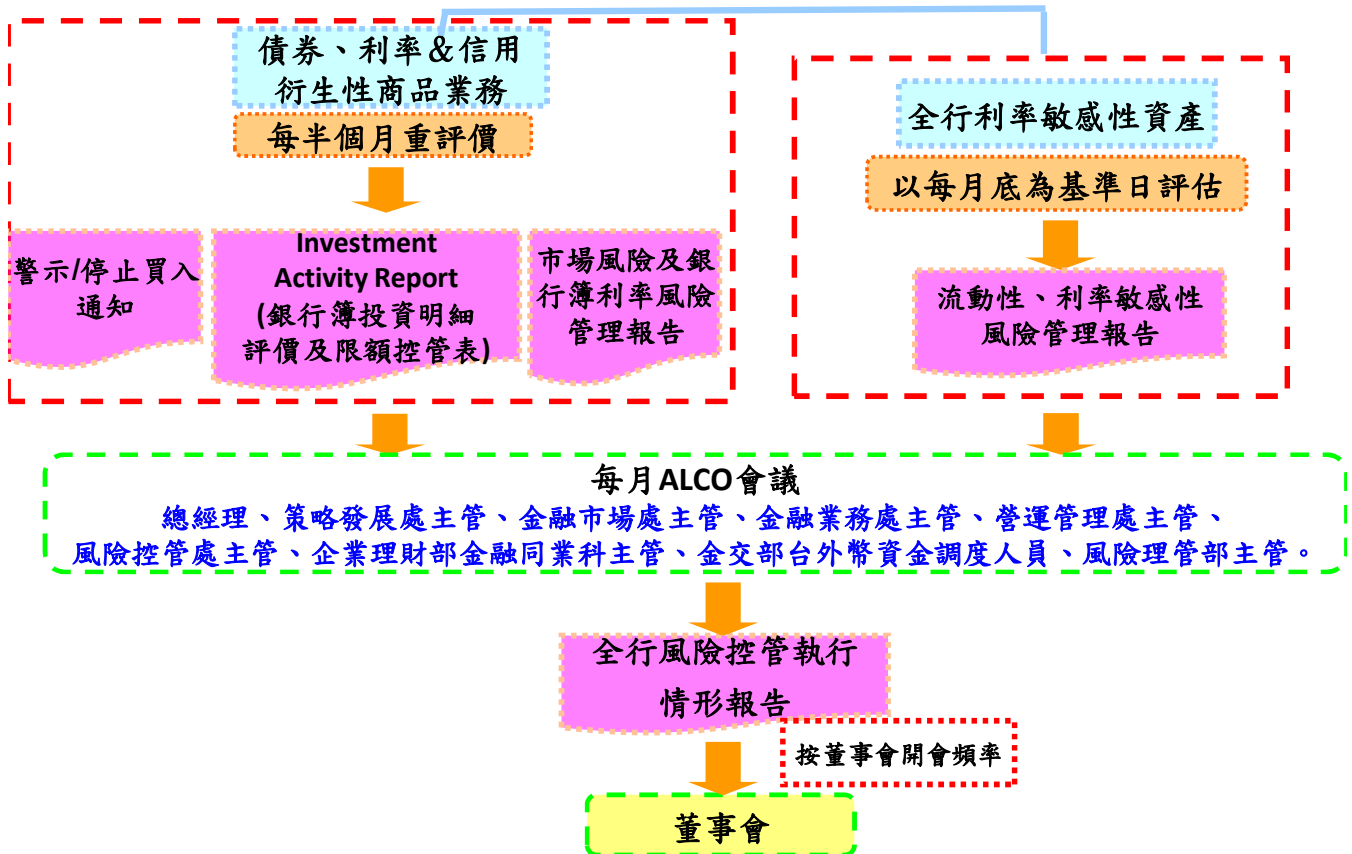 債券、利率＆信用
衍生性商品業務
每半個月重評價
警示/停止買入
通知
Investment
Activity Report
(銀行簿投資明細
評價及限額控管表)
市場風險及銀
行簿利率風險
管理報告
全行利率敏感性資產
以每月底為基準日評估
流動性、利率敏感性
風險管理報告
每月ALCO會議
總經理、策略發展處主管、金融市場處主管、金融業務處主管、營運管理處主管、
風險控管處主管、企業理財部金融同業科主管、金交部台外幣資金調度人員、風險理管部主管。
全行風險控管執行
情形報告
按董事會開會頻率
董事會